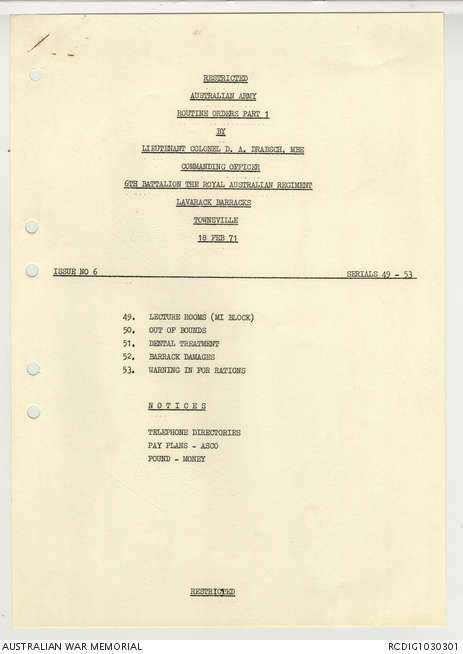 RESTRICTED
AUSTRALIAN ARMY
ROUTINE ORDERS PART 1
BY
LIEUTENANT COLONEL D. A. DRABSCH, MBE
COMMANDING OFFICER
6TH BATTALION THE ROYAL AUSTRALIAN REGIMENT
LAVARACK BARRACKS
TOWNSVILLE
18 FEB 71
ISSUE NO 6 SERIALS 49 - 53
49. LECTURE ROOMS (MI BLOCK)
50. OUT OF BOUNDS
51. DENTAL TREATMENT
52. BARRACK DAMAGES
53. WARNING IN FOR RATIONS
N O T I C E S
TELEPHONE DIRECTORIES
PAY PLANS - ASCO
FOUND - MONEY
RESTRICTED
AUSTRALIAN WAR MEMORIAL RCDIG1030301